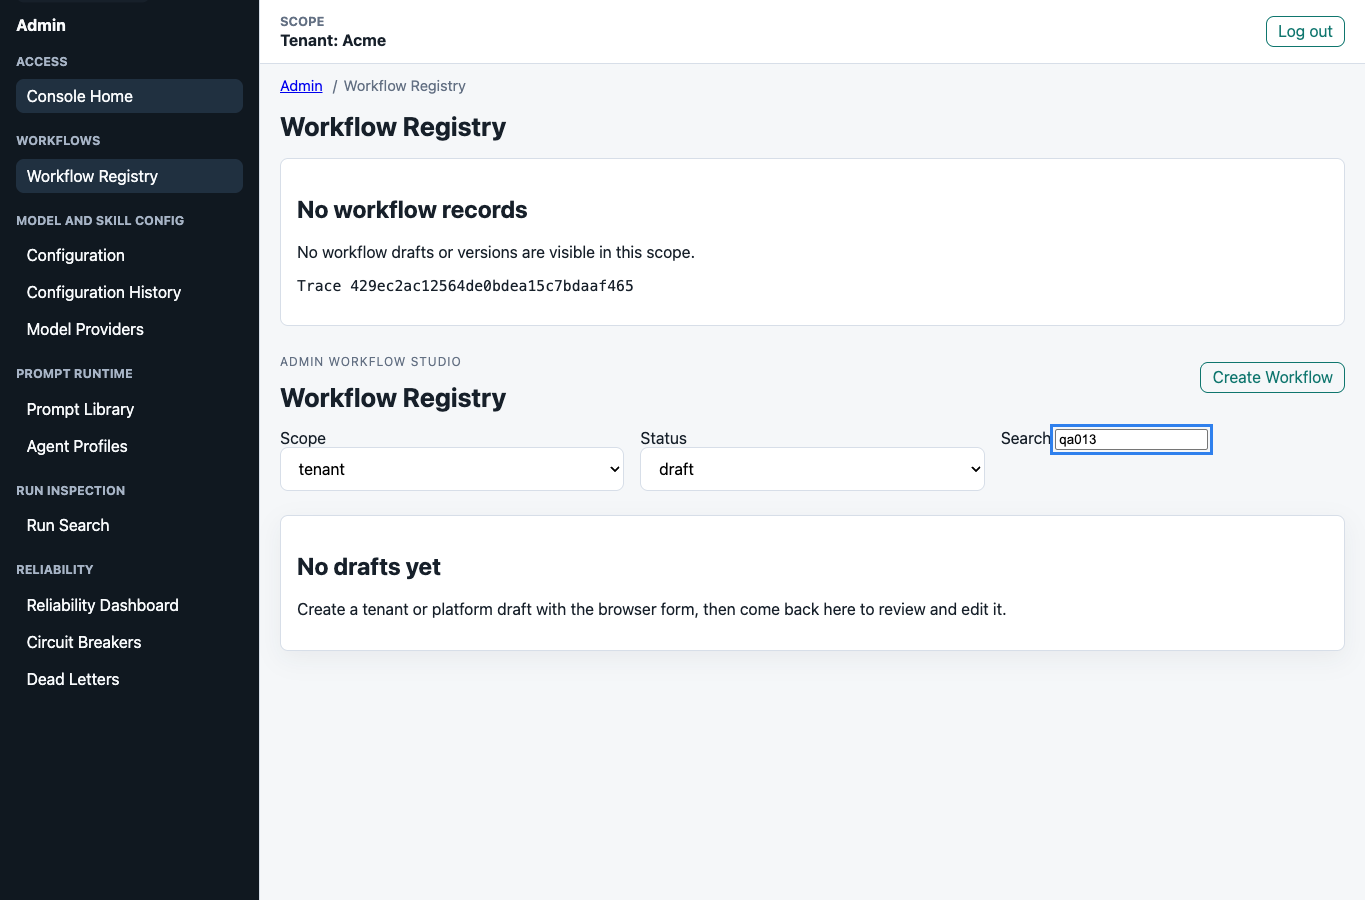 Admin
ACCESS
Console Home
WORKFLOWS
Workflow Registry
MODEL AND SKILL CONFIG
Configuration
Configuration History
Model Providers
PROMPT RUNTIME
Prompt Library
Agent Profiles
RUN INSPECTION
Run Search
RELIABILITY
Reliability Dashboard
Circuit Breakers
Dead Letters
SCOPE
Tenant: Acme
Log out
Admin / Workflow Registry
Workflow Registry
No workflow records
No workflow drafts or versions are visible in this scope.
Trace 429ec2ac12564de0bdea15c7bdaaf465
ADMIN WORKFLOW STUDIO
Workflow Registry
Create Workflow
Scope
tenant
Status
draft
Search qa013
No drafts yet
Create a tenant or platform draft with the browser form, then come back here to review and edit it.